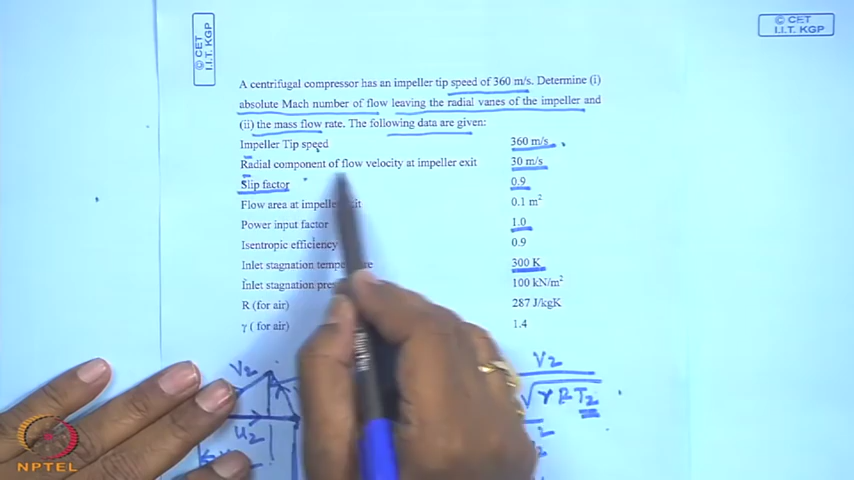 © CET
I.I.T. KGP
© CET
I.I.T. KGP
A centrifugal compressor has an impeller tip speed of 360 m/s. Determine (i)
absolute Mach number of flow leaving the radial vanes of the impeller and
(ii) the mass flow rate. The following data are given:
Impeller Tip speed 360 m/s.
Radial component of flow velocity at impeller exit 30 m/s
Slip factor 0.9
Flow area at impeller 0.1 m²
Power input factor 1.0
Isentropic efficiency 0.9
Inlet stagnation 300 K
Inlet stagnation 100 kN/m²
R (for air) 287 J/kgK
γ ( for air) 1.4
V2 V2
√γRT2
U2 2
NPTEL